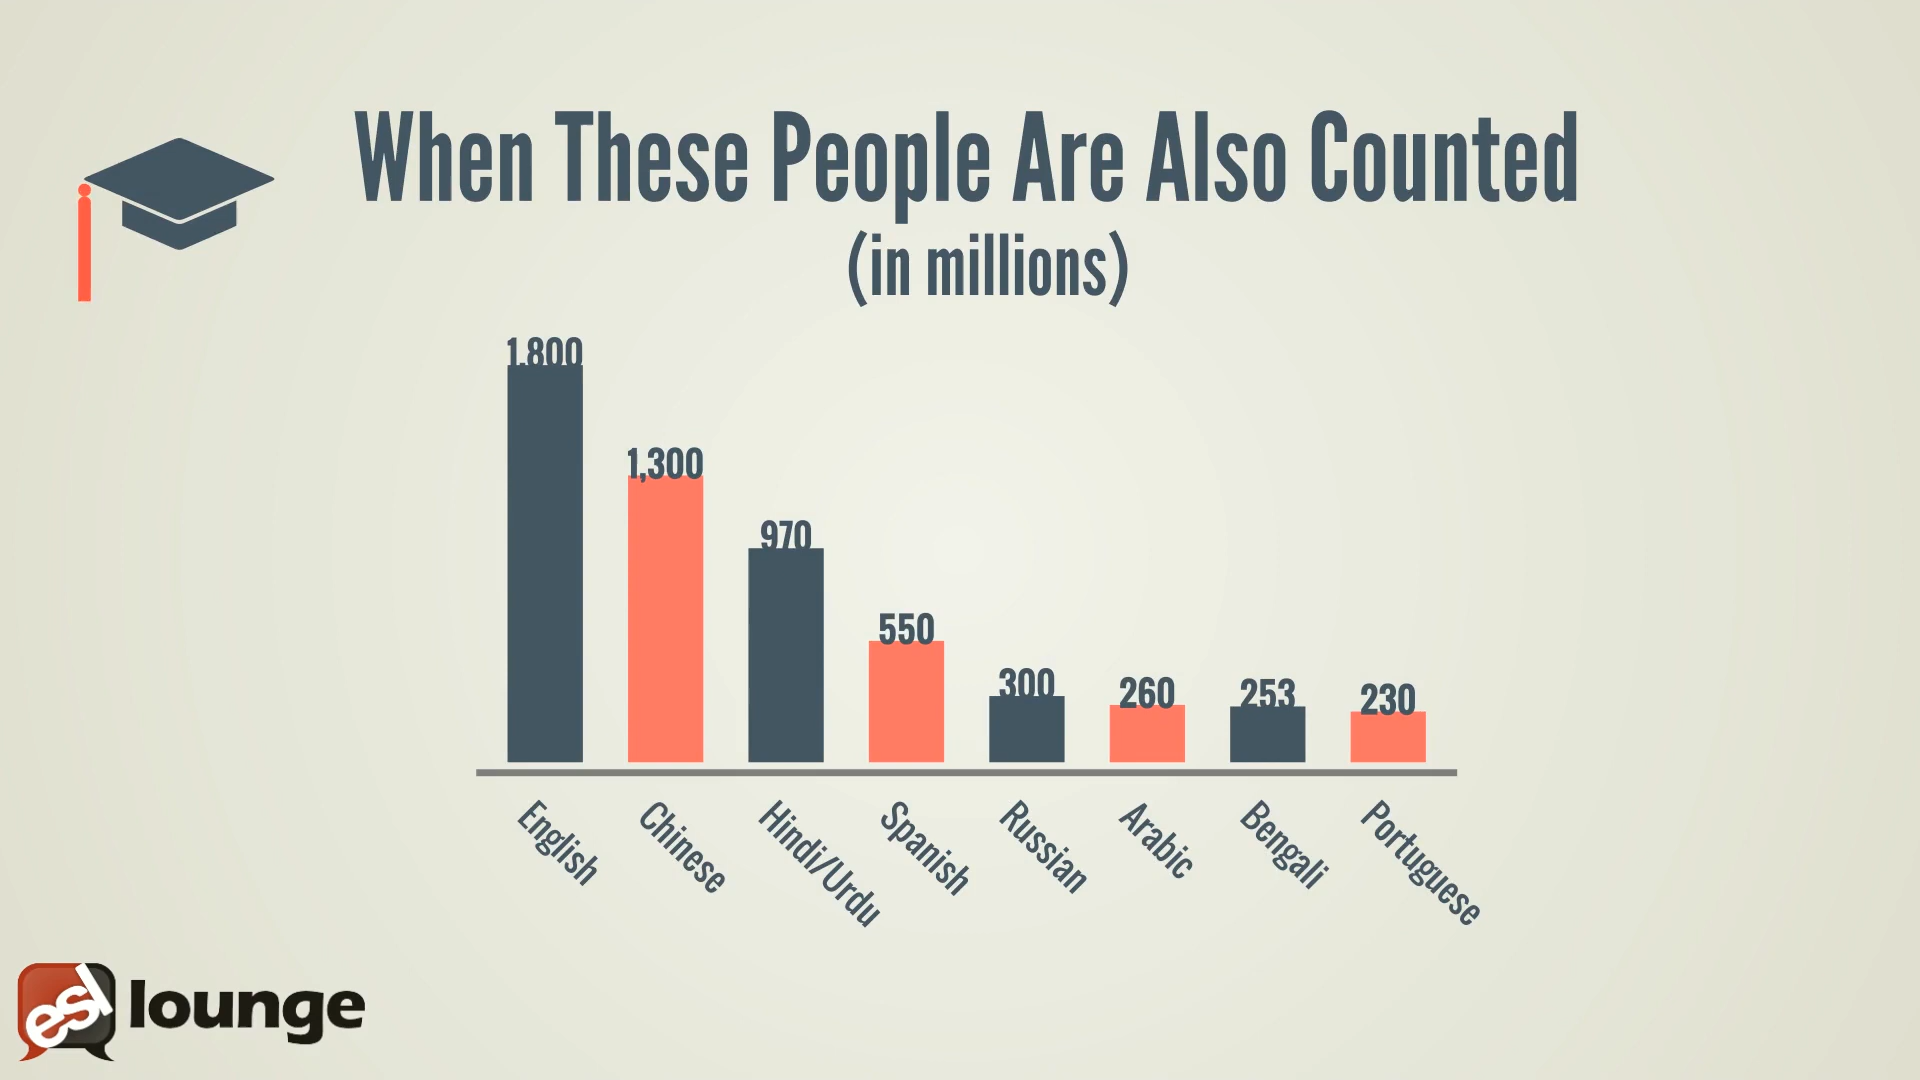 When These People Are Also Counted
(in millions)
1,800
1,300
970
550
300
260
253
230
English
Chinese
Hindi/Urdu
Spanish
Russian
Arabic
Bengali
Portuguese
esl lounge